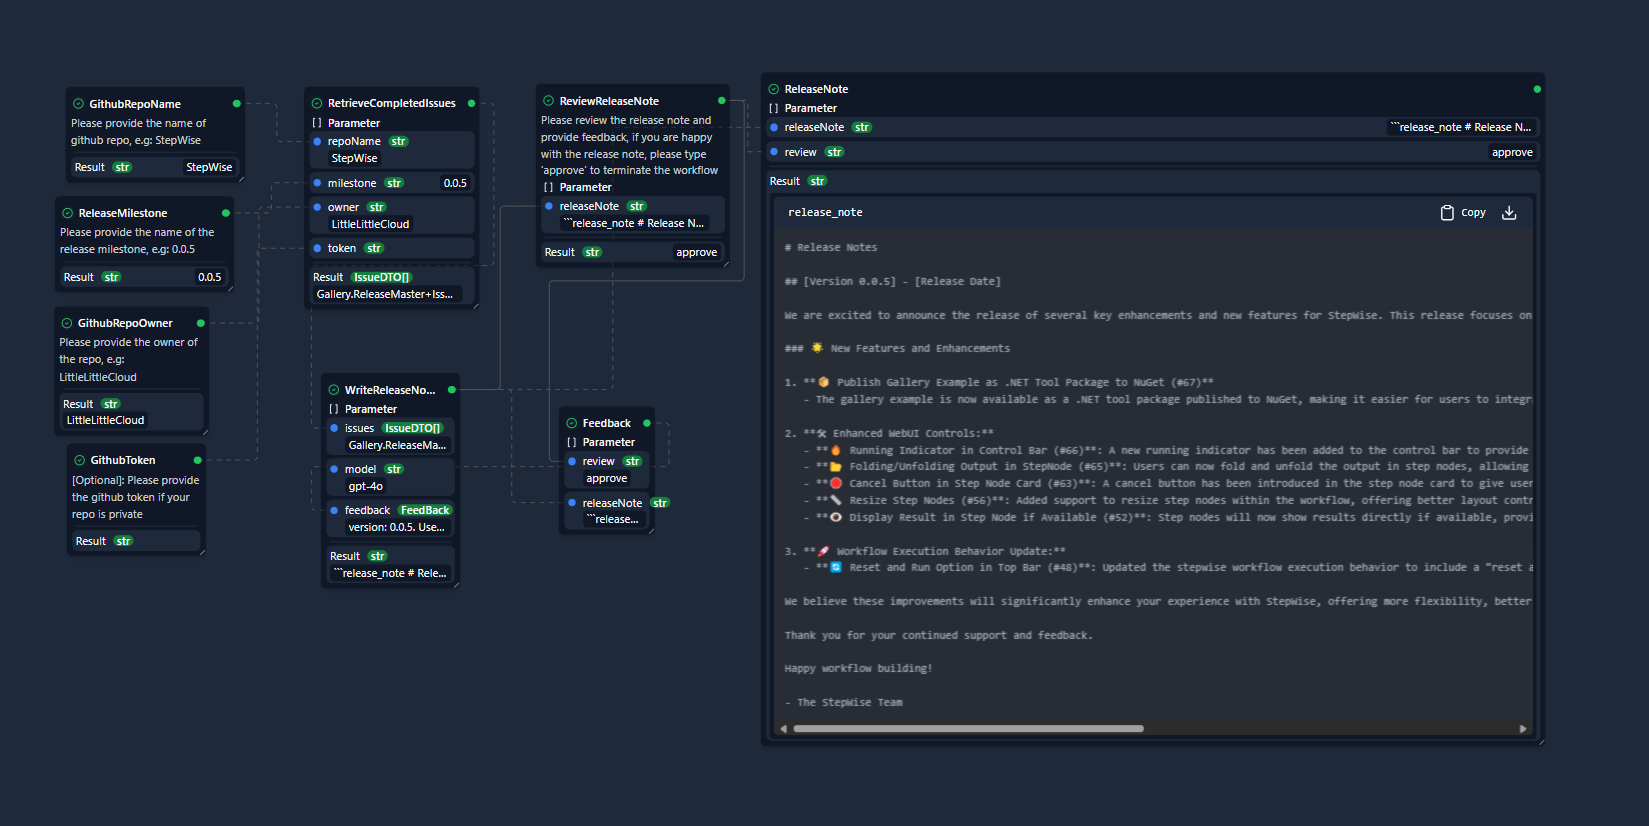 GithubRepoName
Please provide the name of
github repo, e.g: StepWise
Result str StepWise
ReleaseMilestone
Please provide the name of the
release milestone, e.g: 0.0.5
Result str 0.0.5
GithubRepoOwner
Please provide the owner of
the repo, e.g:
LittleLittleCloud
Result str
LittleLittleCloud
GithubToken
[Optional]: Please provide
the github token if your
repo is private
Result str
RetrieveCompletedIssues
[] Parameter
repoName str
StepWise
milestone str 0.0.5
owner str
LittleLittleCloud
token str
Result IssueDTO[]
Gallery.ReleaseMaster+Iss...
WriteReleaseNo...
[] Parameter
issues IssueDTO[]
Gallery.ReleaseMa...
model str
gpt-4o
feedback FeedBack
version: 0.0.5. Use...
Result str
```release_note # Rele...
ReviewReleaseNote
Please review the release note and
provide feedback, if you are happy
with the release note, please type
'approve' to terminate the workflow
[] Parameter
releaseNote str
```release_note # Release N...
Result str approve
Feedback
[] Parameter
review str
approve
releaseNote str
```release...
ReleaseNote
[] Parameter
releaseNote str ```release_note # Release N...
review str approve
Result str
release_note Copy
# Release Notes
## [Version 0.0.5] - [Release Date]
We are excited to announce the release of several key enhancements and new features for StepWise. This release focuses on
### 🌟 New Features and Enhancements
1. **📦 Publish Gallery Example as .NET Tool Package to NuGet (#67)**
- The gallery example is now available as a .NET tool package published to NuGet, making it easier for users to integr
2. **🛠 Enhanced WebUI Controls:**
- **🔥 Running Indicator in Control Bar (#66)**: A new running indicator has been added to the control bar to provide
- **📂 Folding/Unfolding Output in StepNode (#65)**: Users can now fold and unfold the output in step nodes, allowing
- **🛑 Cancel Button in Step Node Card (#63)**: A cancel button has been introduced in the step node card to give user
- **📏 Resize Step Nodes (#56)**: Added support to resize step nodes within the workflow, offering better layout contr
- **👁 Display Result in Step Node if Available (#52)**: Step nodes will now show results directly if available, provi
3. **🚀 Workflow Execution Behavior Update:**
- **🔄 Reset and Run Option in Top Bar (#48)**: Updated the stepwise workflow execution behavior to include a "reset a
We believe these improvements will significantly enhance your experience with StepWise, offering more flexibility, better
Thank you for your continued support and feedback.
Happy workflow building!
- The StepWise Team